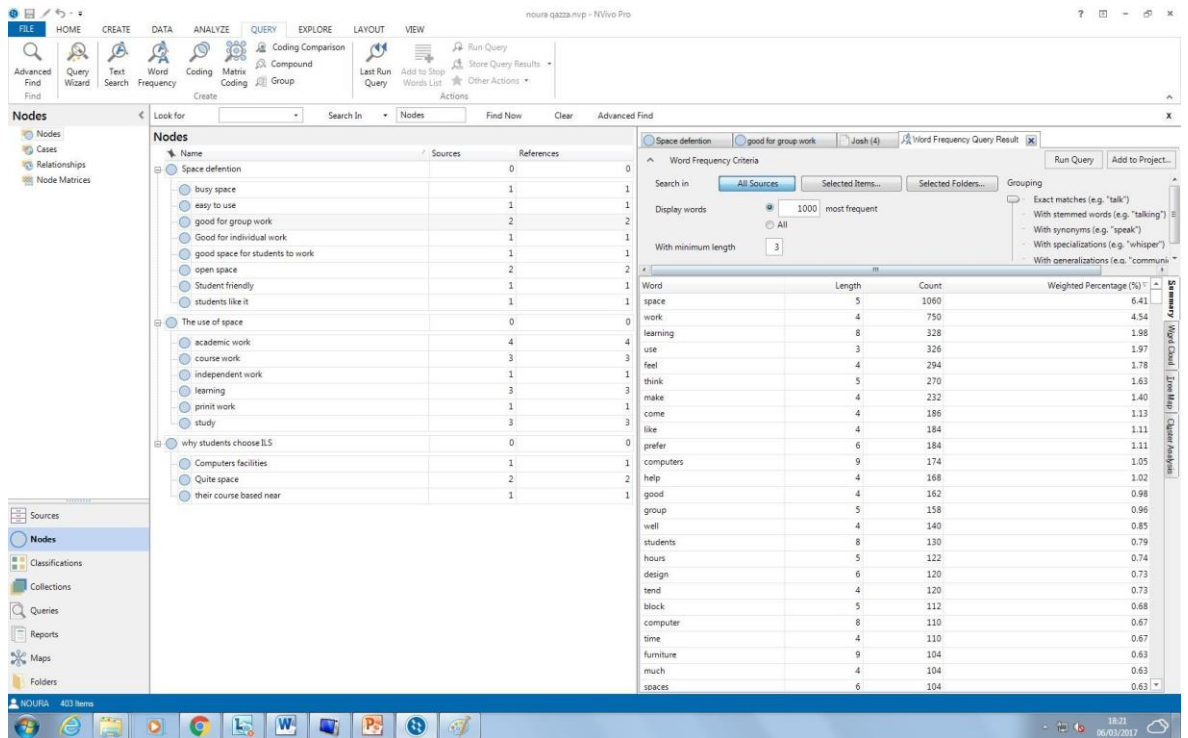 noura qazza.nvp - NVivo Pro
FILE HOME CREATE DATA ANALYZE QUERY EXPLORE LAYOUT VIEW
Advanced Find
Query Wizard
Text Search
Word Frequency
Coding
Matrix Coding
Coding Comparison
Compound
Group
Last Run Query
Add to Stop Words List
Run Query
Store Query Results
Other Actions
Find Create Actions
Nodes
Look for Search In Nodes Find Now Clear Advanced Find
Nodes
Cases
Relationships
Node Matrices
Sources
Nodes
Classifications
Collections
Queries
Reports
Maps
Folders
Nodes
Name Sources References
Space defention 0 0
busy space 1 1
easy to use 1 1
good for group work 2 2
Good for individual work 1 1
good space for students to work 1 1
open space 2 2
Student friendly 1 1
students like it 1 1
The use of space 0 0
academic work 4 4
course work 3 3
independent work 1 1
learning 3 3
prinit work 1 1
study 3 3
why students choose ILS 0 0
Computers facilities 1 1
Quite space 2 2
their course based near 1 1
Space defention good for group work Josh (4) Word Frequency Query Result
Word Frequency Criteria Run Query Add to Project...
Search in All Sources Selected Items... Selected Folders... Grouping
Display words 1000 most frequent
All
With minimum length 3
Exact matches (e.g. "talk")
With stemmed words (e.g. "talking")
With synonyms (e.g. "speak")
With specializations (e.g. "whisper")
With generalizations (e.g. "communi
Word Length Count Weighted Percentage (%)
space 5 1060 6.41
work 4 750 4.54
learning 8 328 1.98
use 3 326 1.97
feel 4 294 1.78
think 5 270 1.63
make 4 232 1.40
come 4 186 1.13
like 4 184 1.11
prefer 6 184 1.11
computers 9 174 1.05
help 4 168 1.02
good 4 162 0.98
group 5 158 0.96
well 4 140 0.85
students 8 130 0.79
hours 5 122 0.74
design 6 120 0.73
tend 4 120 0.73
block 5 112 0.68
computer 8 110 0.67
time 4 110 0.67
furniture 9 104 0.63
much 4 104 0.63
spaces 6 104 0.63
Summary
Word Cloud
Tree Map
Cluster Analysis
NOURA 403 Items
18:21
06/03/2017